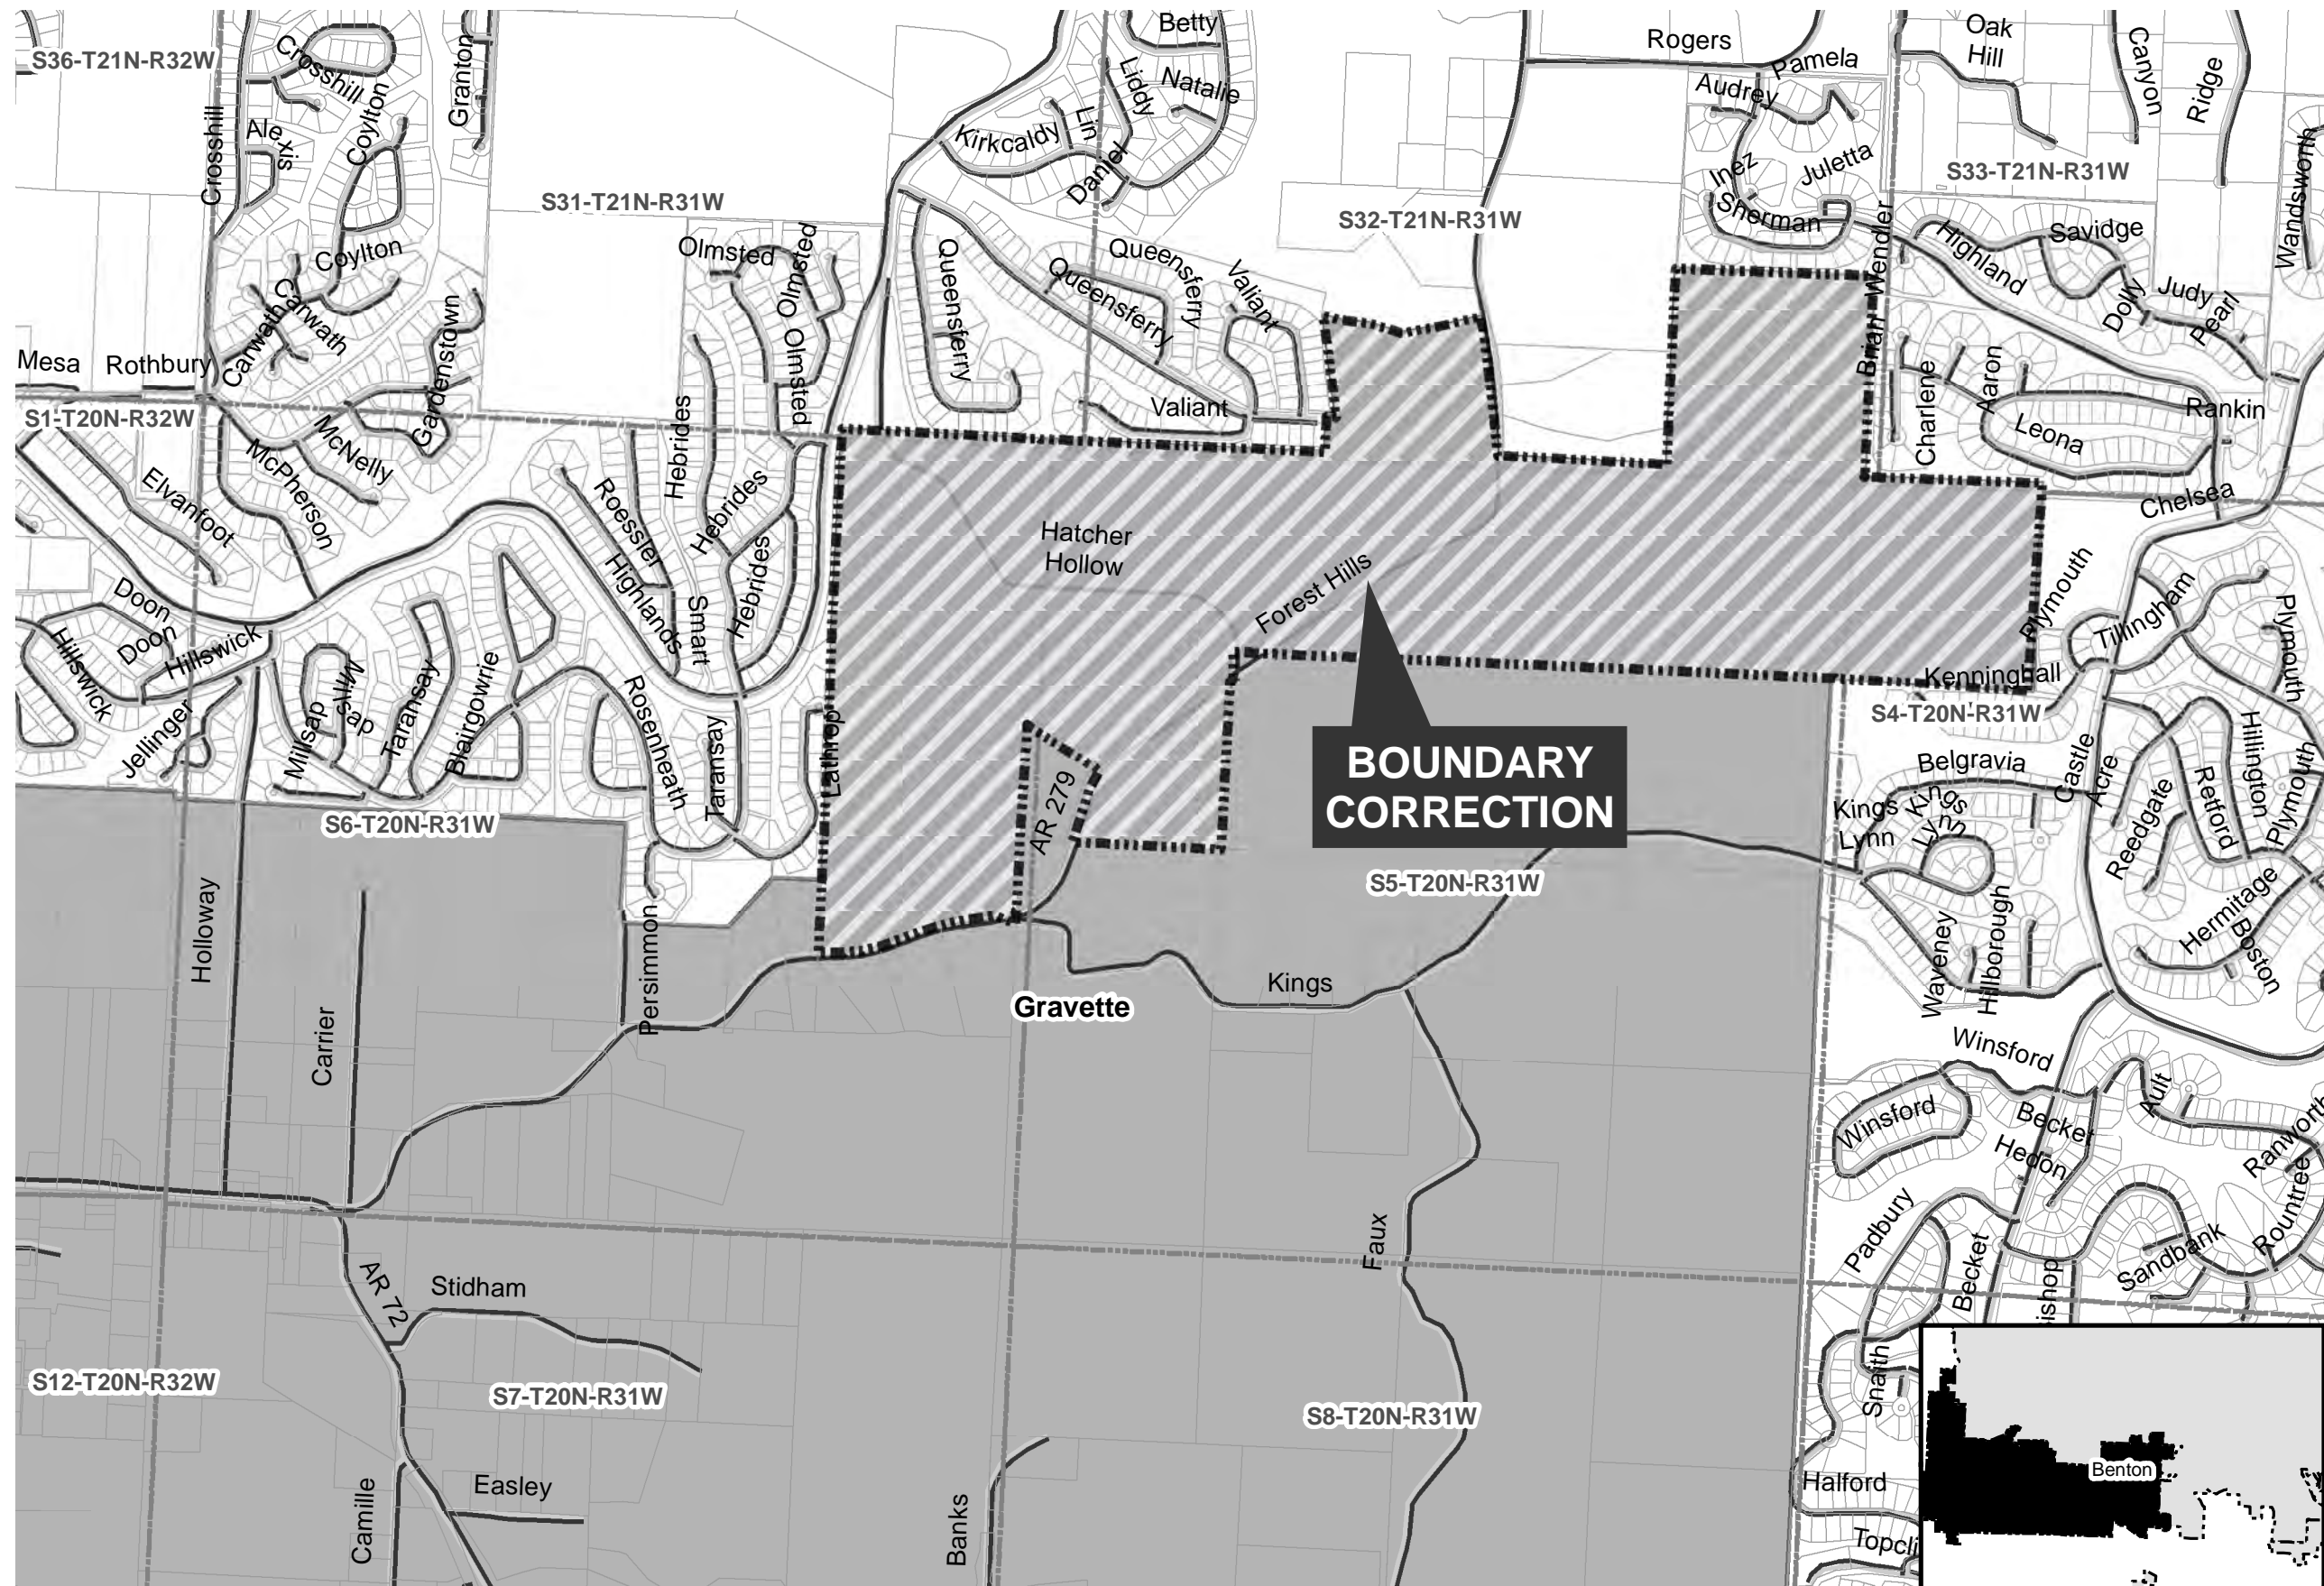 Betty
Oak
Hill
Rogers
Canyon
Ridge
S36-T21N-R32W
Crosshill
Granton
Liddy
Natalie
Pamela
Audrey
Coylton
Alexis
Crosshill
Kirkcaldy
Lin
Daniel
Inez
Juletta
S33-T21N-R31W
Wandsworth
S31-T21N-R31W
S32-T21N-R31W
Sherman
Brian Wendler
Highland
Savidge
Coylton
Olmsted
Olmsted
Queensferry
Queensferry
Queensferry
Queensferry
Valiant
Carwath
Carwath
Gardenstown
Olmsted
Dolly
Judy
Pearl
Mesa
Rothbury
Charlene
Aaron
Rankin
S1-T20N-R32W
McNelly
Hebrides
Valiant
Leona
McPherson
Elvanfoot
Roessler
Hebrides
Chelsea
Hatcher
Hollow
Highlands
Smart
Hebrides
Forest Hills
Plymouth
Tillingham
Plymouth
Doon
Doon
Hillswick
Hillswick
Millsap
Millsap
Taransay
Blairgowrie
Rosenheath
Taransay
Lathrop
Kenninghall
S4-T20N-R31W
Jellinger
BOUNDARY
CORRECTION
AR 279
Belgravia
Castle
Acre
Hillington
Retford
Plymouth
Reedgate
Kings
Lynn
Kings
Lynn
S6-T20N-R31W
S5-T20N-R31W
Holloway
Persimmon
Hermitage
Boston
Waveney
Hillborough
Kings
Gravette
Carrier
Winsford
Winsford
Becket
Ault
Hedon
Ranworth
Rountree
Padbury
Sandbank
Faux
Becket
ishop
AR 72
Stidham
Snaith
S12-T20N-R32W
S7-T20N-R31W
S8-T20N-R31W
Benton
Halford
Easley
Camille
Banks
Topcli